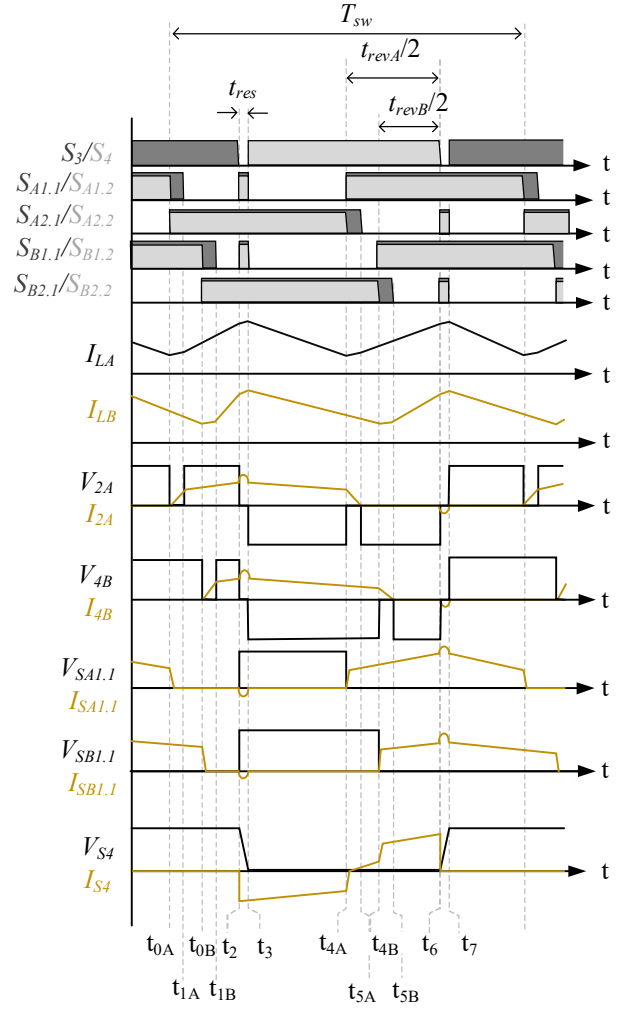 T_sw
t_revA/2
t_res
t_revB/2
S_3/S_4 t
S_A1.1/S_A1.2 t
S_A2.1/S_A2.2 t
S_B1.1/S_B1.2 t
S_B2.1/S_B2.2 t
I_LA t
I_LB t
V_2A
I_2A t
V_4B
I_4B t
V_SA1.1
I_SA1.1 t
V_SB1.1
I_SB1.1 t
V_S4
I_S4 t
t_0A t_0B t_2 t_3 t_4A t_4B t_6 t_7
t_1A t_1B t_5A t_5B